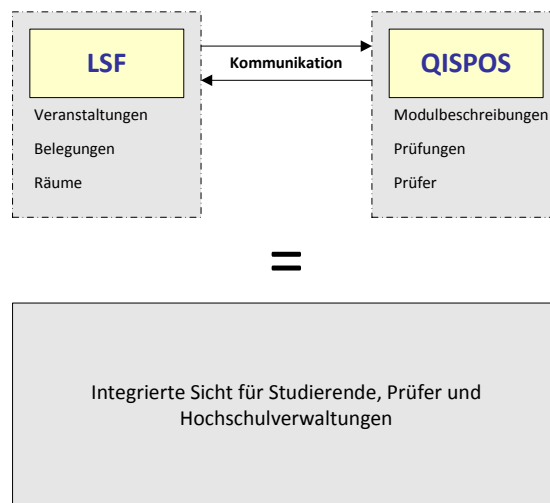 LSF
Veranstaltungen
Belegungen
Räume
Kommunikation
QISPOS
Modulbeschreibungen
Prüfungen
Prüfer
=
Integrierte Sicht für Studierende, Prüfer und
Hochschulverwaltungen